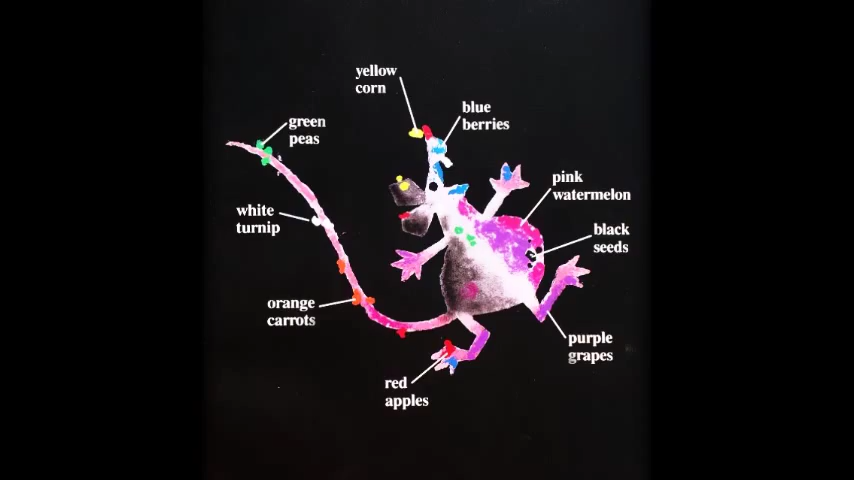 yellow
corn
blue
berries
green
peas
pink
watermelon
white
turnip
black
seeds
orange
carrots
purple
grapes
red
apples